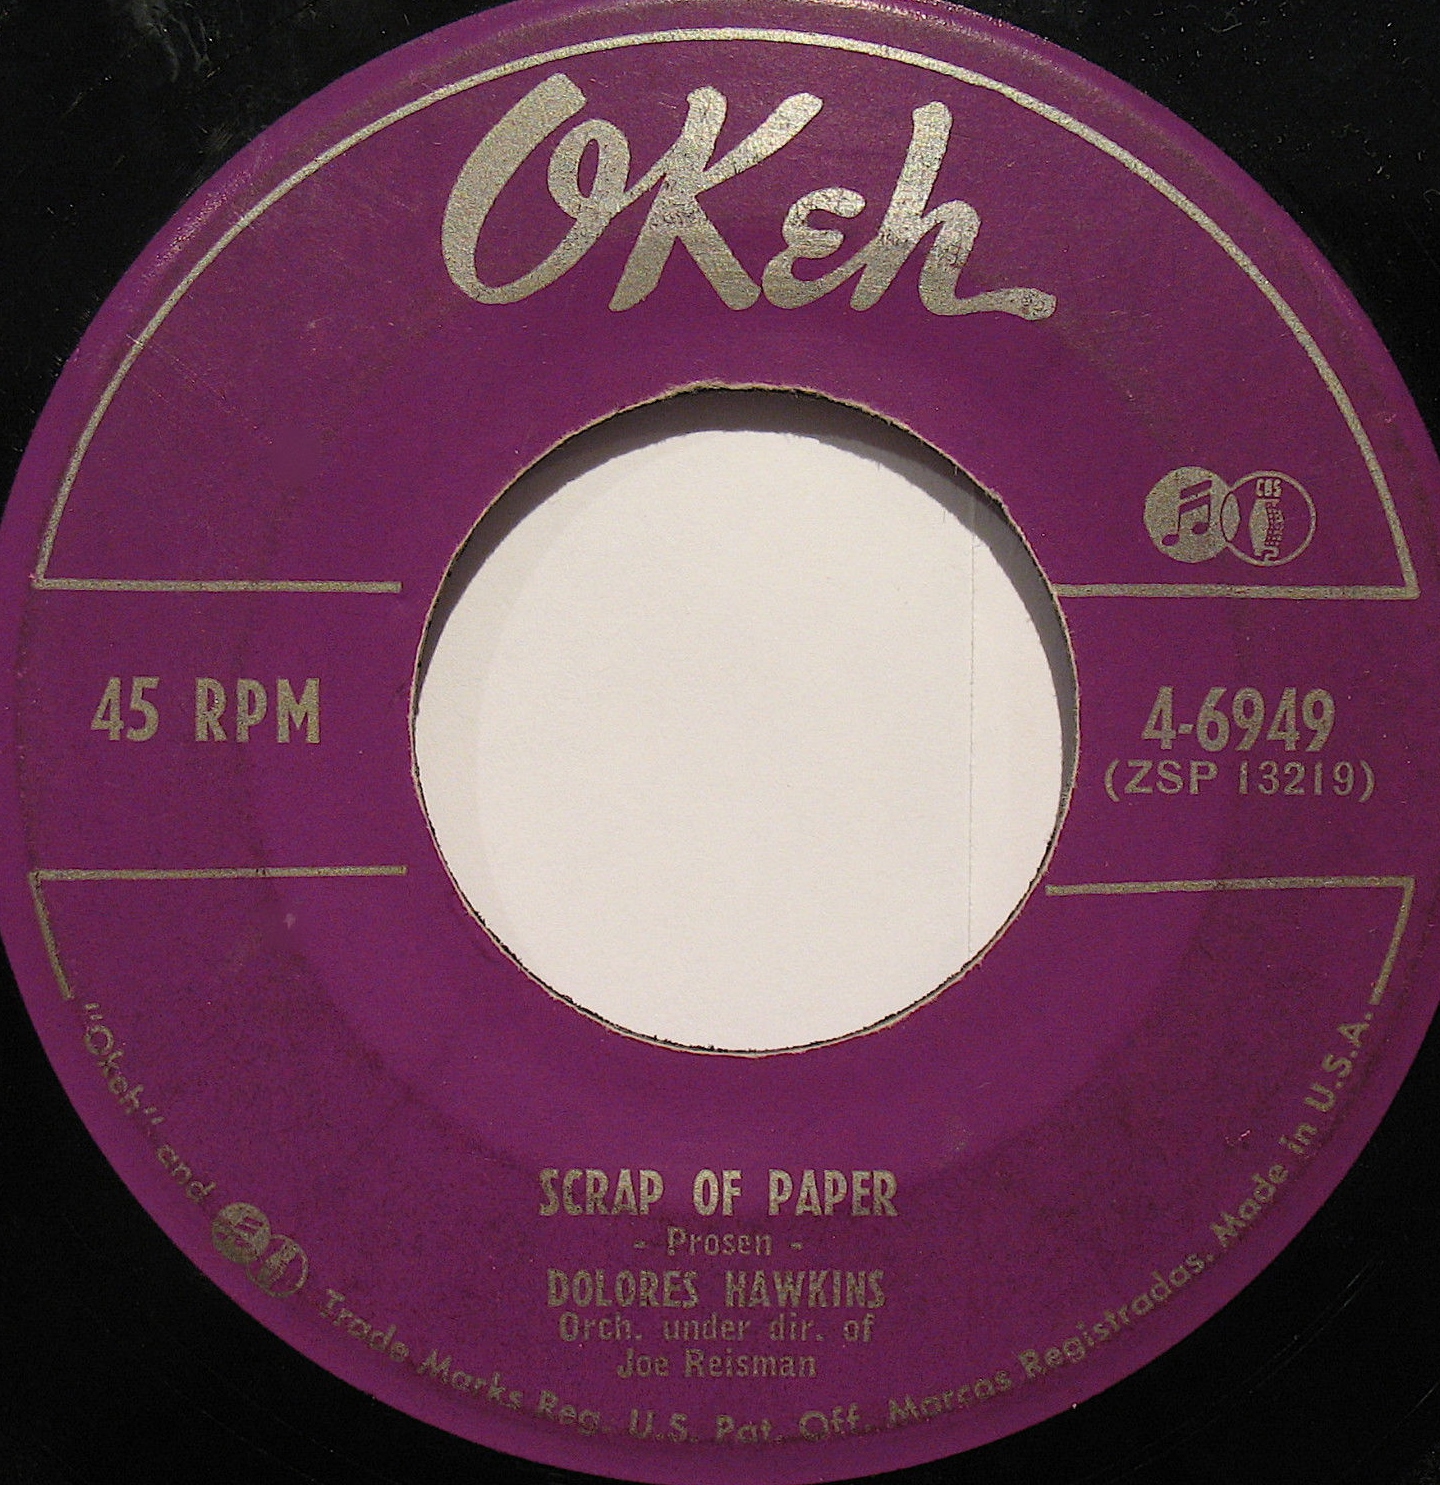 OKeh
CBS
45 RPM
4-6949
(ZSP 13219)
SCRAP OF PAPER
- Prosen -
DOLORES HAWKINS
Orch. under dir. of
Joe Reisman
"Okeh" and Trade Marks Reg. U.S. Pat. Off. Marcas Registradas. Made in U.S.A.